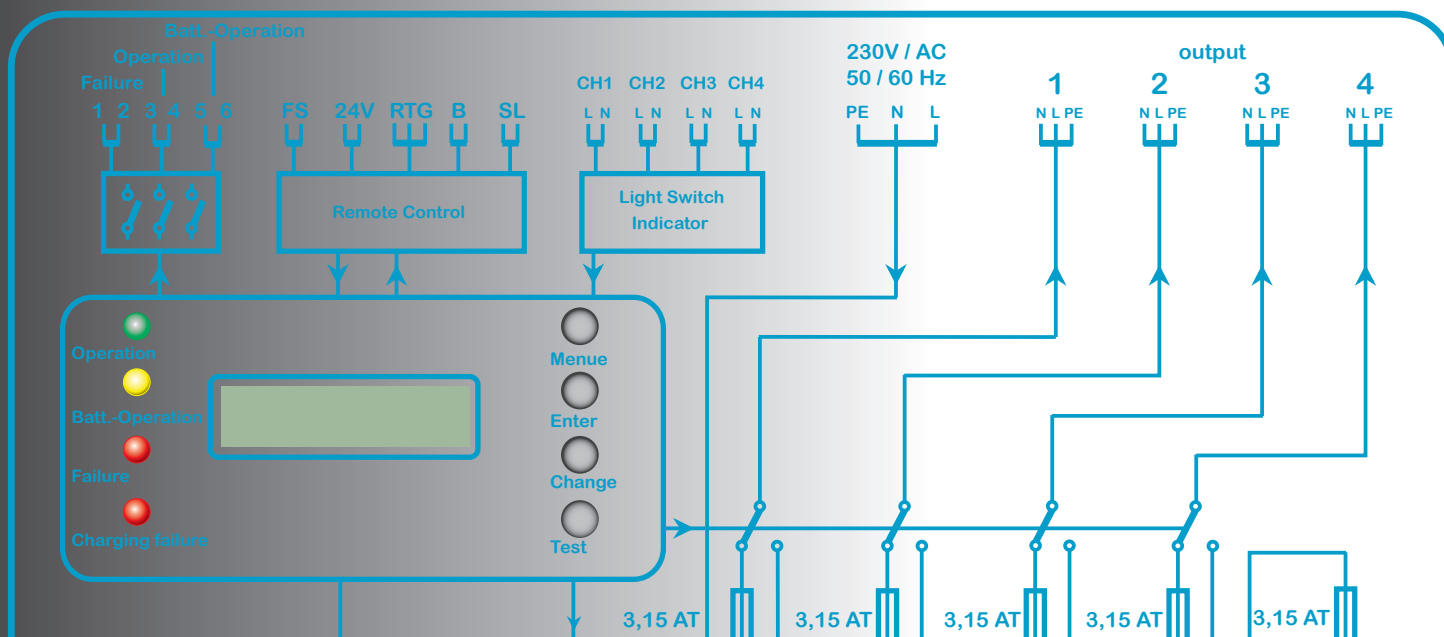 Batt.-Operation
Operation
Failure
1 2 3 4 5 6
FS 24V RTG B SL
CH1 CH2 CH3 CH4
L N L N L N L N
230V / AC
50 / 60 Hz
PE N L
output
1 2 3 4
N L PE N L PE N L PE N L PE
Remote Control
Light Switch
Indicator
Operation
Batt.-Operation
Failure
Charging failure
Menue
Enter
Change
Test
3,15 AT 3,15 AT 3,15 AT 3,15 AT 3,15 AT